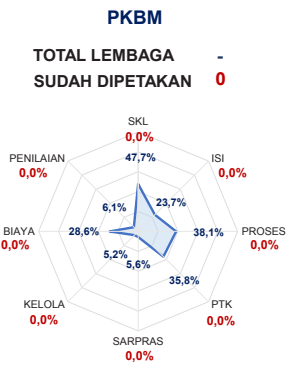 PKBM
TOTAL LEMBAGA -
SUDAH DIPETAKAN 0
SKL
0,0%
47,7%
PENILAIAN
0,0%
ISI
0,0%
6,1%
23,7%
BIAYA
0,0%
28,6%
38,1%
PROSES
0,0%
5,2%
5,6%
35,8%
KELOLA
0,0%
PTK
0,0%
SARPRAS
0,0%